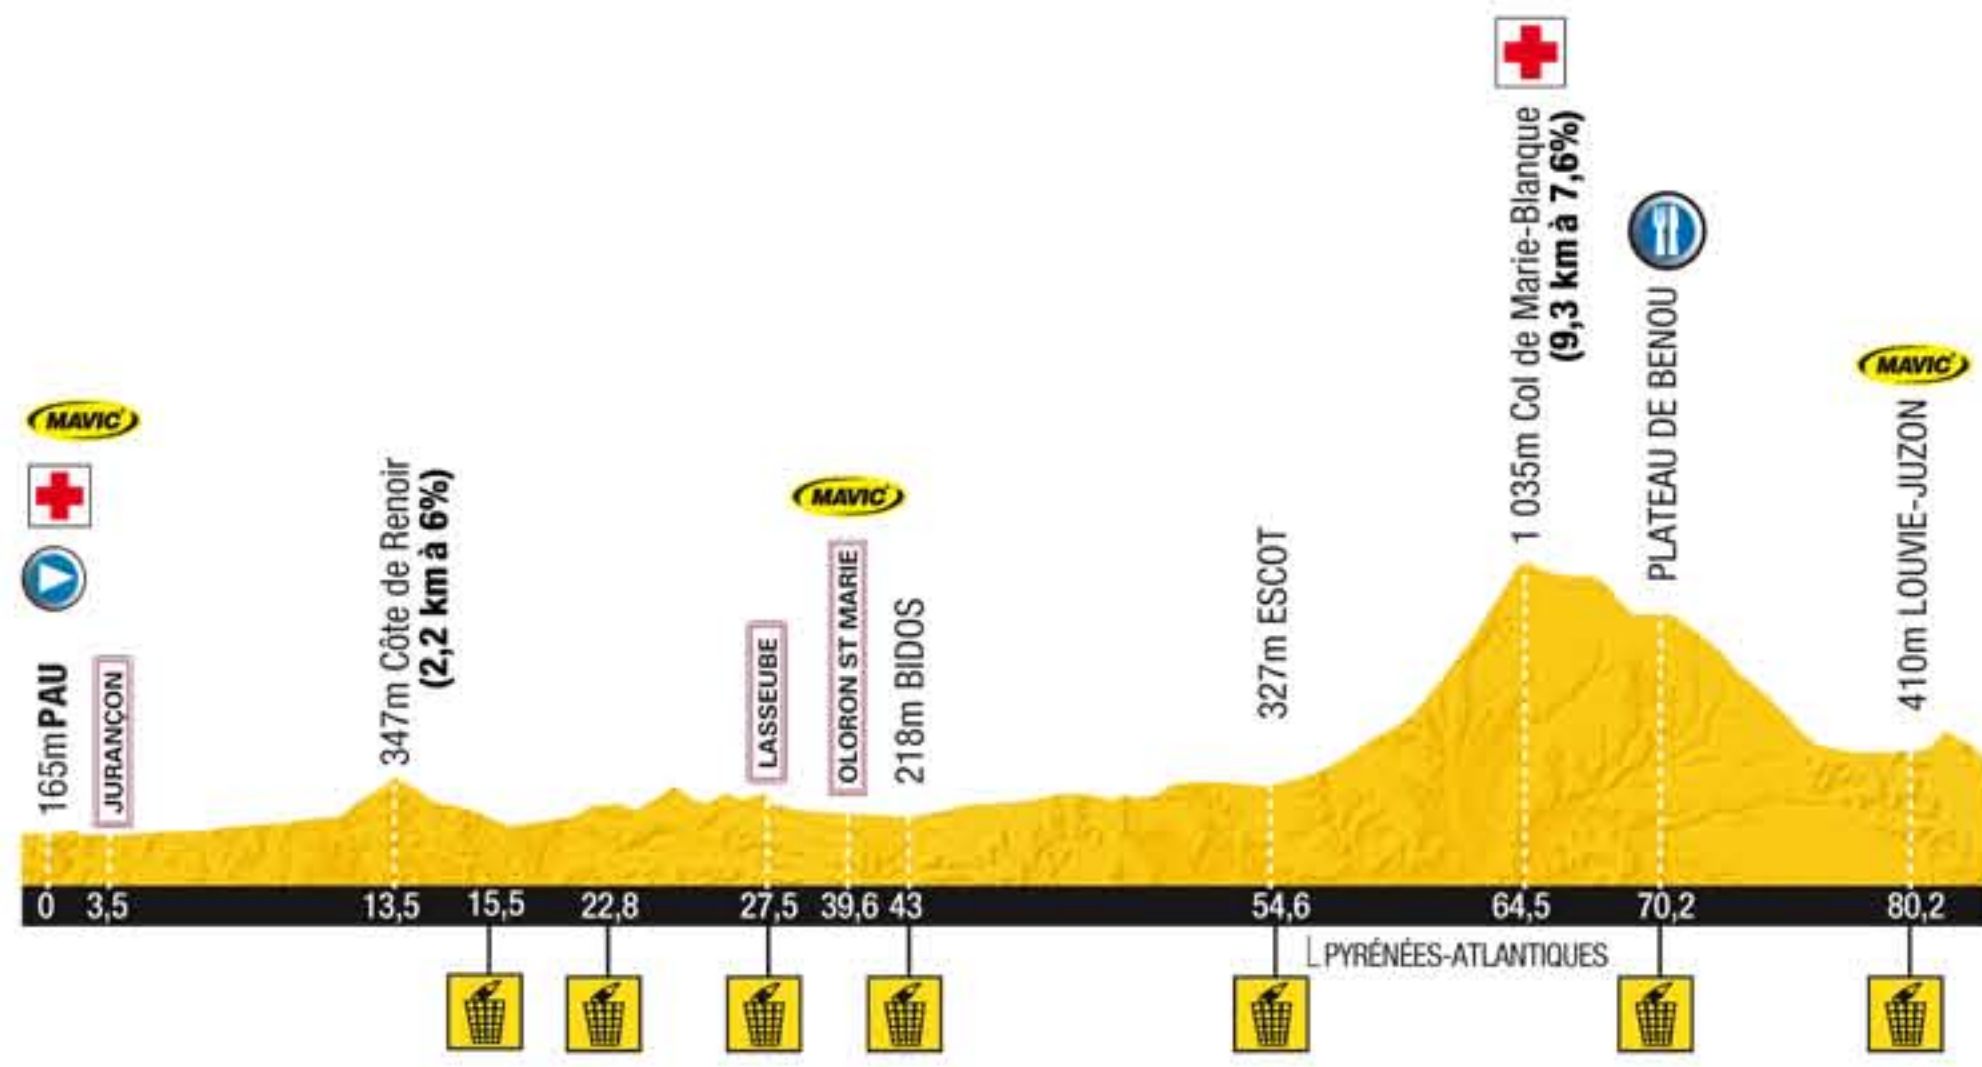 MAVIC
165m PAU
JURANÇON
347m Côte de Renoir
(2,2 km à 6%)
LASSEUBE
MAVIC
OLORON ST MARIE
218m BIDOS
327m ESCOT
1 035m Col de Marie-Blanque
(9,3 km à 7,6%)
PLATEAU DE BENOU
MAVIC
410m LOUVIE-JUZON
0 3,5 13,5 15,5 22,8 27,5 39,6 43 54,6 64,5 70,2 80,2
PYRÉNÉES-ATLANTIQUES